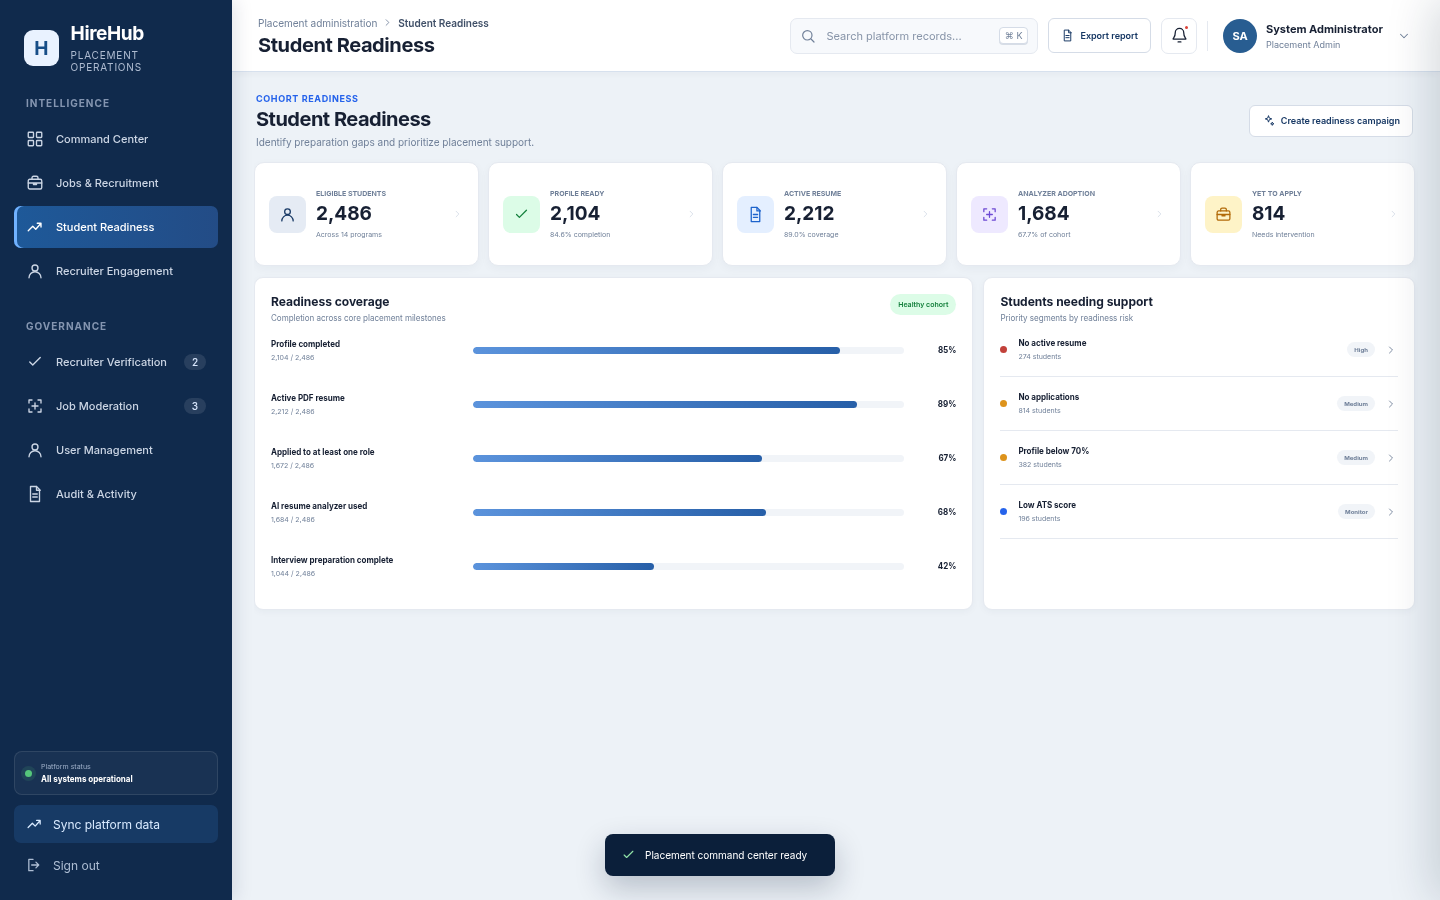 H
HireHub
PLACEMENT
OPERATIONS
INTELLIGENCE
Command Center
Jobs & Recruitment
Student Readiness
Recruiter Engagement
GOVERNANCE
Recruiter Verification 2
Job Moderation 3
User Management
Audit & Activity
Platform status
All systems operational
Sync platform data
Sign out
Placement administration > Student Readiness
Student Readiness
Search platform records... ⌘ K
Export report
SA
System Administrator
Placement Admin
COHORT READINESS
Student Readiness
Identify preparation gaps and prioritize placement support.
Create readiness campaign
ELIGIBLE STUDENTS
2,486
Across 14 programs
PROFILE READY
2,104
84.6% completion
ACTIVE RESUME
2,212
89.0% coverage
ANALYZER ADOPTION
1,684
67.7% of cohort
YET TO APPLY
814
Needs intervention
Readiness coverage
Completion across core placement milestones
Healthy cohort
Profile completed
2,104 / 2,486
85%
Active PDF resume
2,212 / 2,486
89%
Applied to at least one role
1,672 / 2,486
67%
AI resume analyzer used
1,684 / 2,486
68%
Interview preparation complete
1,044 / 2,486
42%
Students needing support
Priority segments by readiness risk
No active resume
274 students
High
No applications
814 students
Medium
Profile below 70%
382 students
Medium
Low ATS score
196 students
Monitor
Placement command center ready